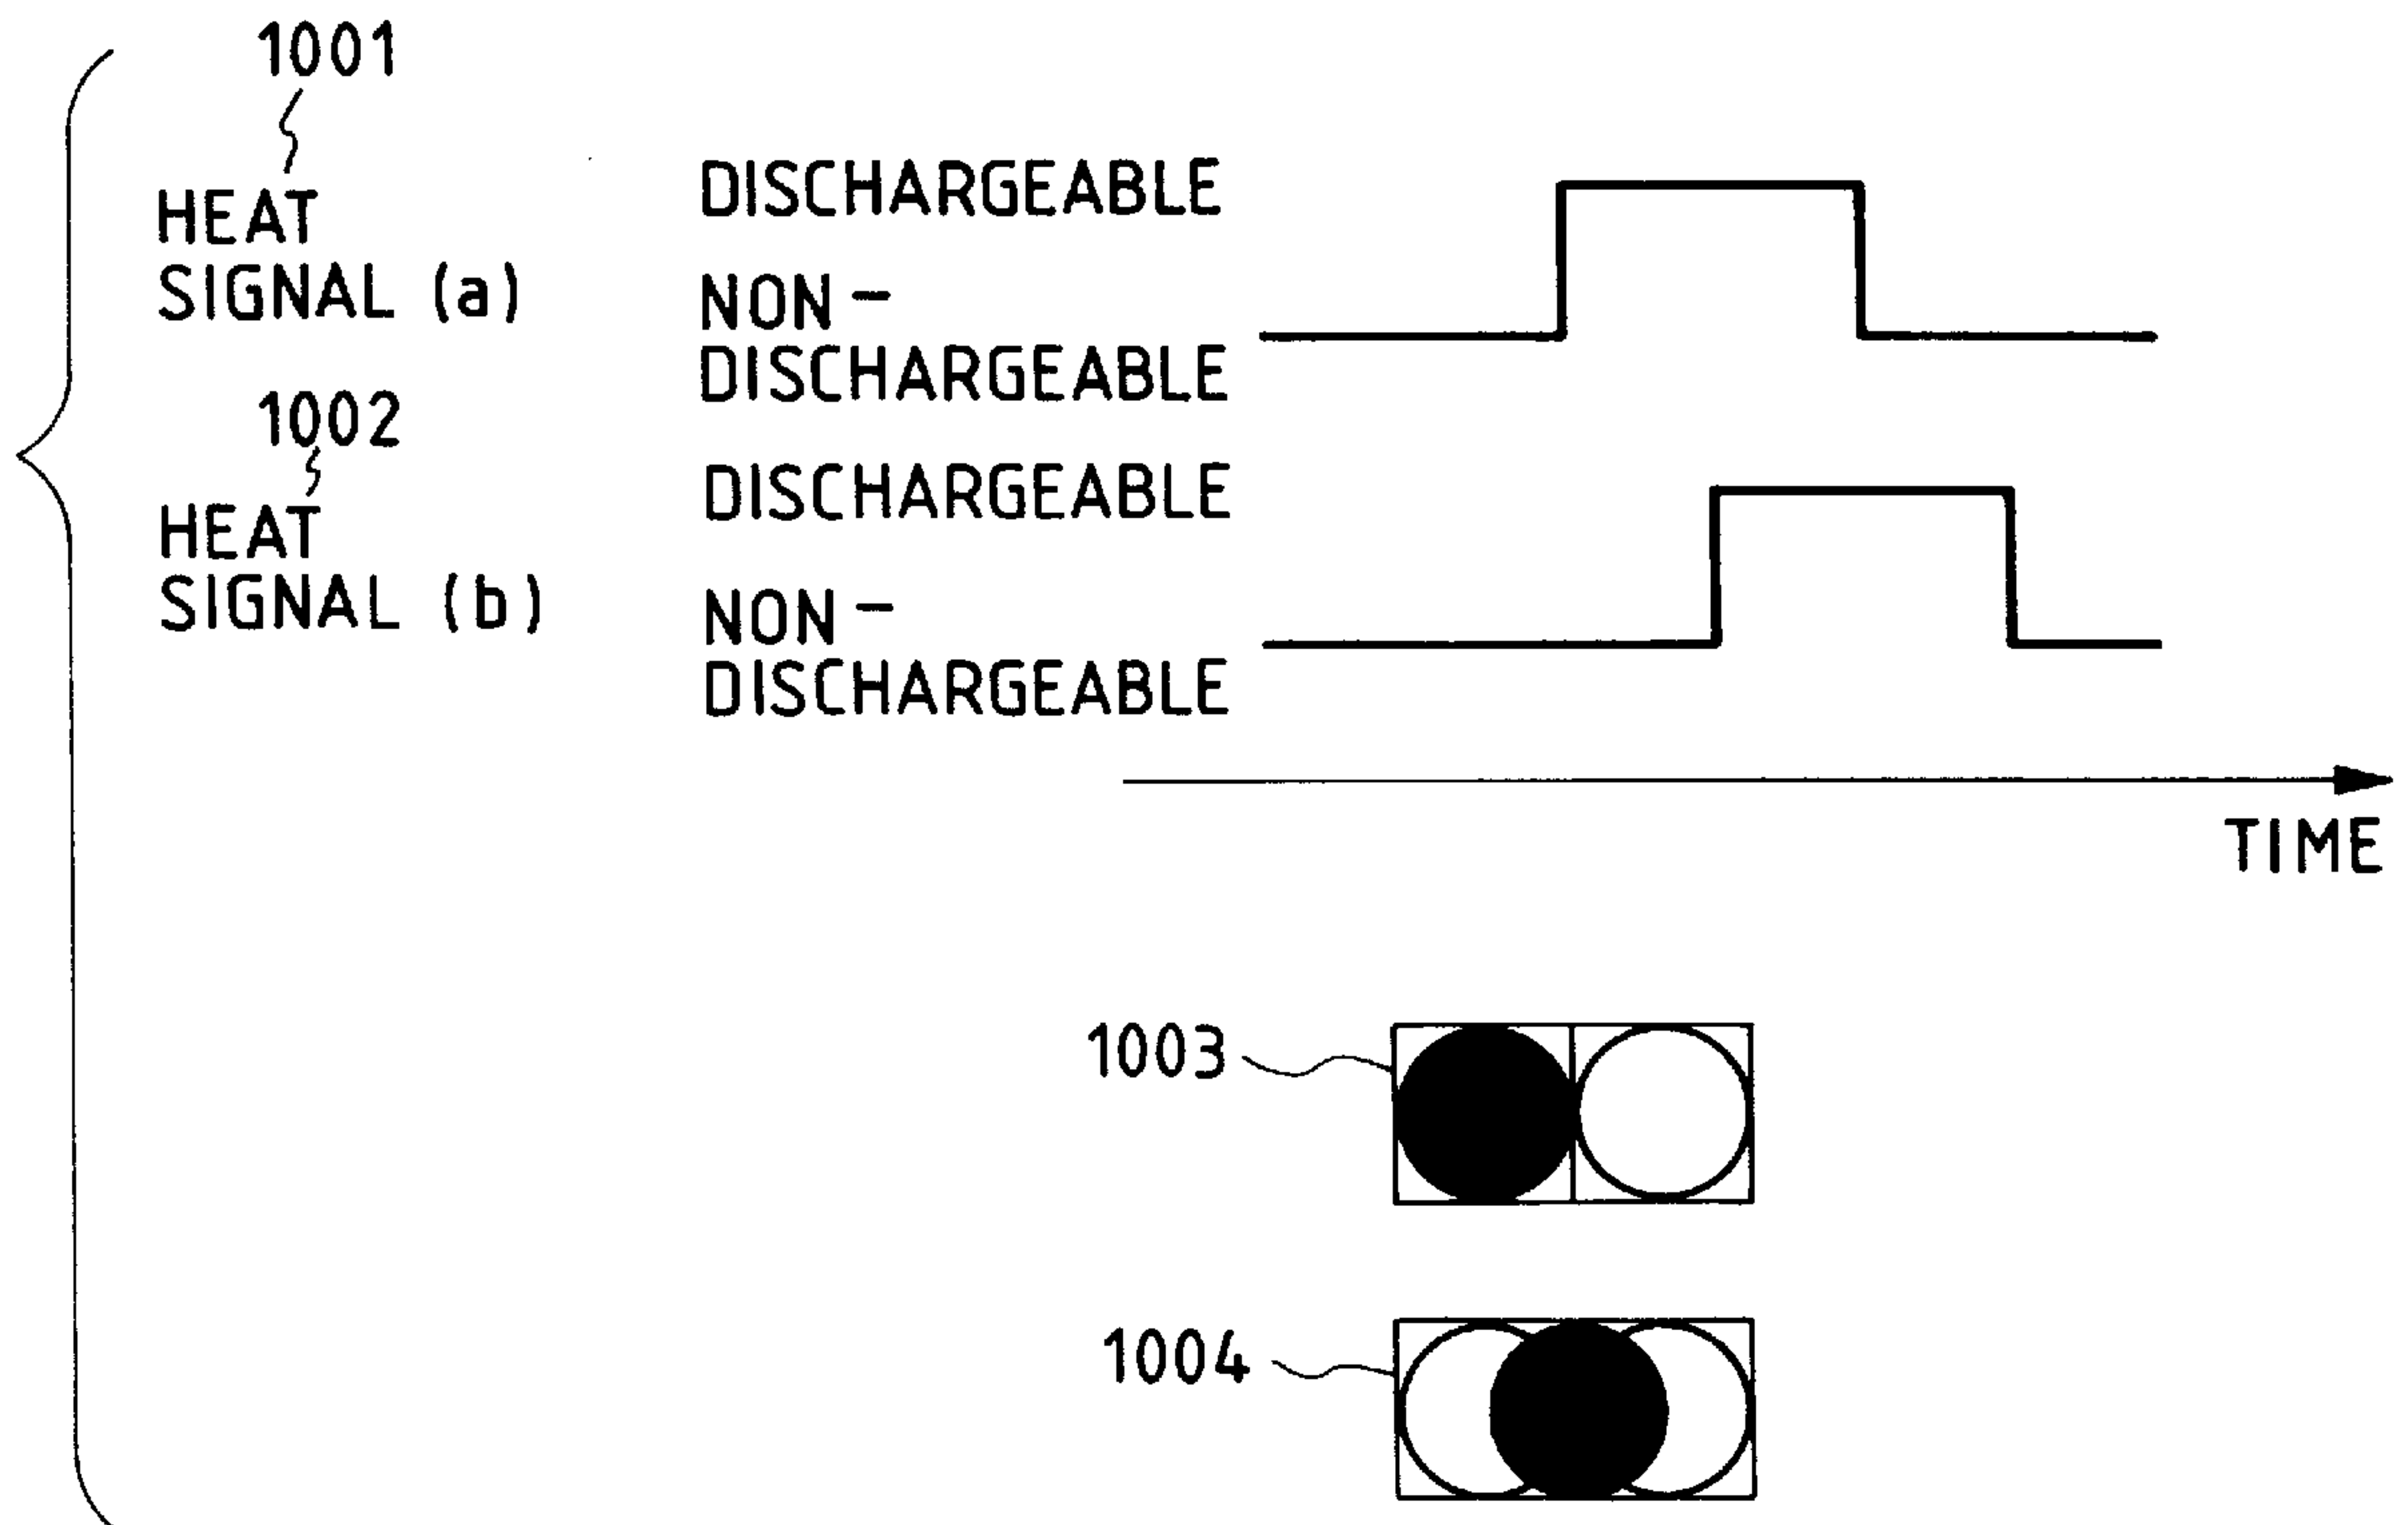 1001
HEAT
SIGNAL (a)
DISCHARGEABLE
NON-
DISCHARGEABLE
1002
HEAT
SIGNAL (b)
DISCHARGEABLE
NON-
DISCHARGEABLE
TIME
1003
1004